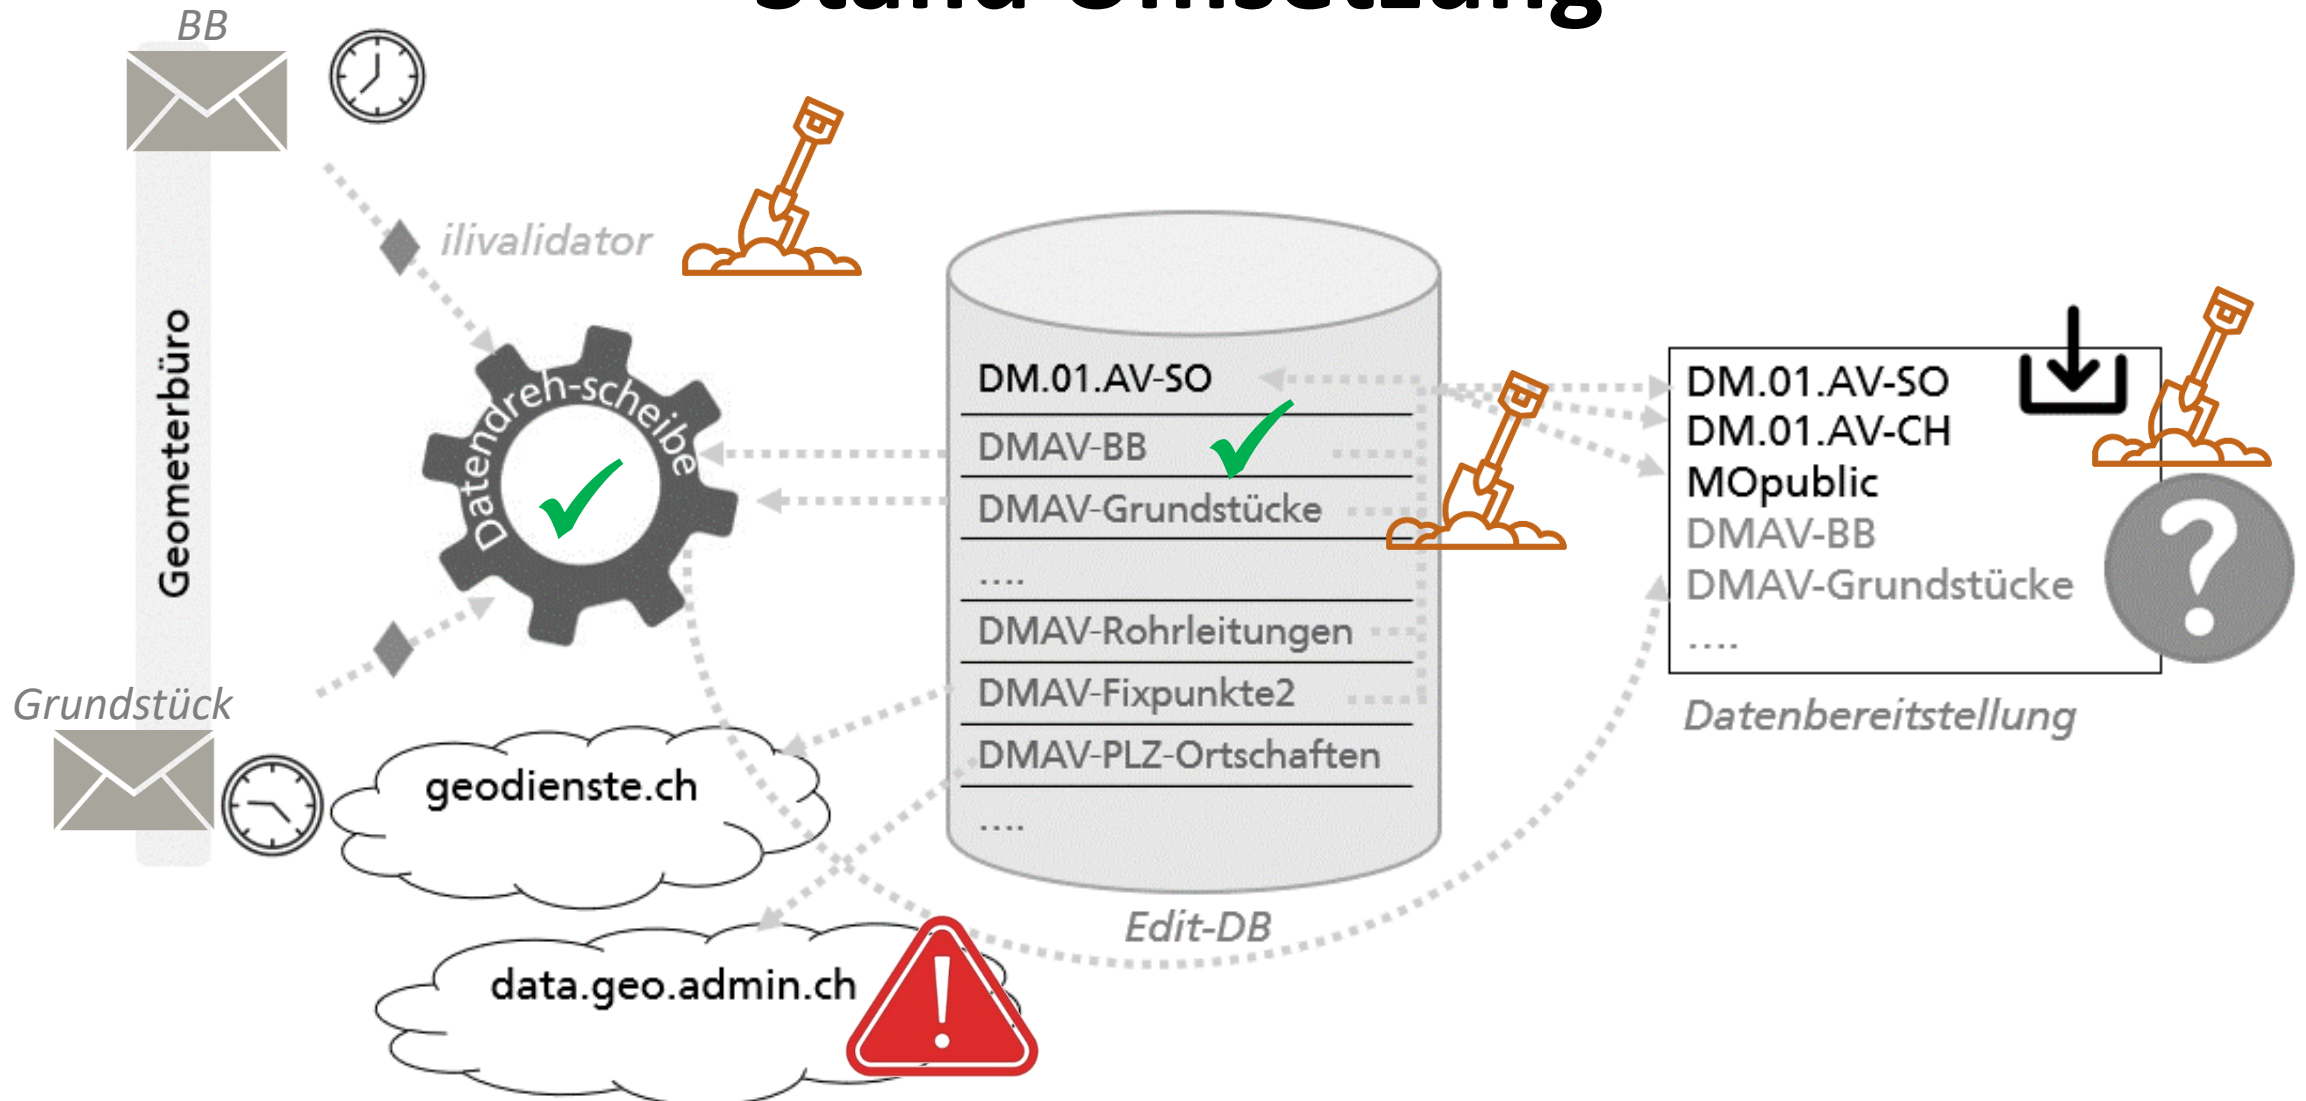 Stand Umsetzung
BB
Geometerbüro
ilivalidator
Datendreh-scheibe
Grundstück
geodienste.ch
data.geo.admin.ch
DM.01.AV-SO
DMAV-BB
DMAV-Grundstücke
....
DMAV-Rohrleitungen
DMAV-Fixpunkte2
DMAV-PLZ-Ortschaften
....
Edit-DB
DM.01.AV-SO
DM.01.AV-CH
MOpublic
DMAV-BB
DMAV-Grundstücke
....
Datenbereitstellung